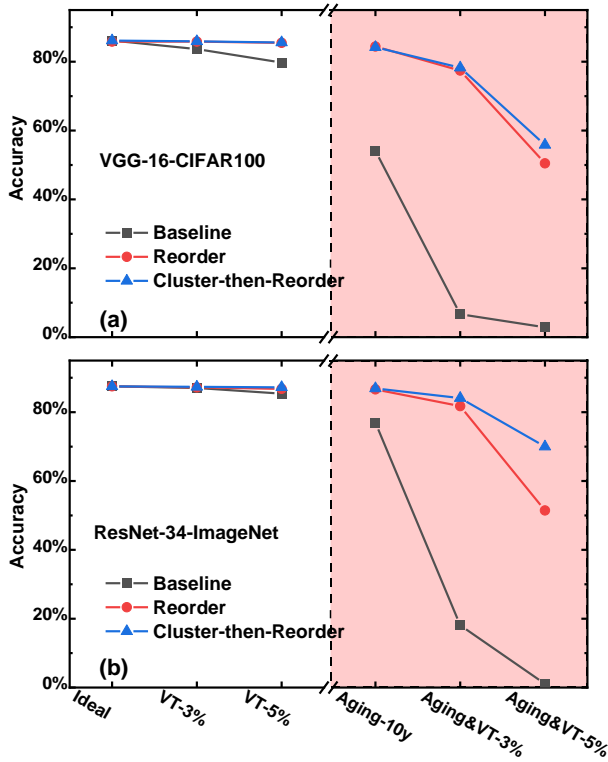 80%
60%
40%
20%
0%
Accuracy
VGG-16-CIFAR100
Baseline
Reorder
Cluster-then-Reorder
(a)
80%
60%
40%
20%
0%
Accuracy
ResNet-34-ImageNet
Baseline
Reorder
Cluster-then-Reorder
(b)
Ideal
VT-3%
VT-5%
Aging-10y
Aging&VT-3%
Aging&VT-5%